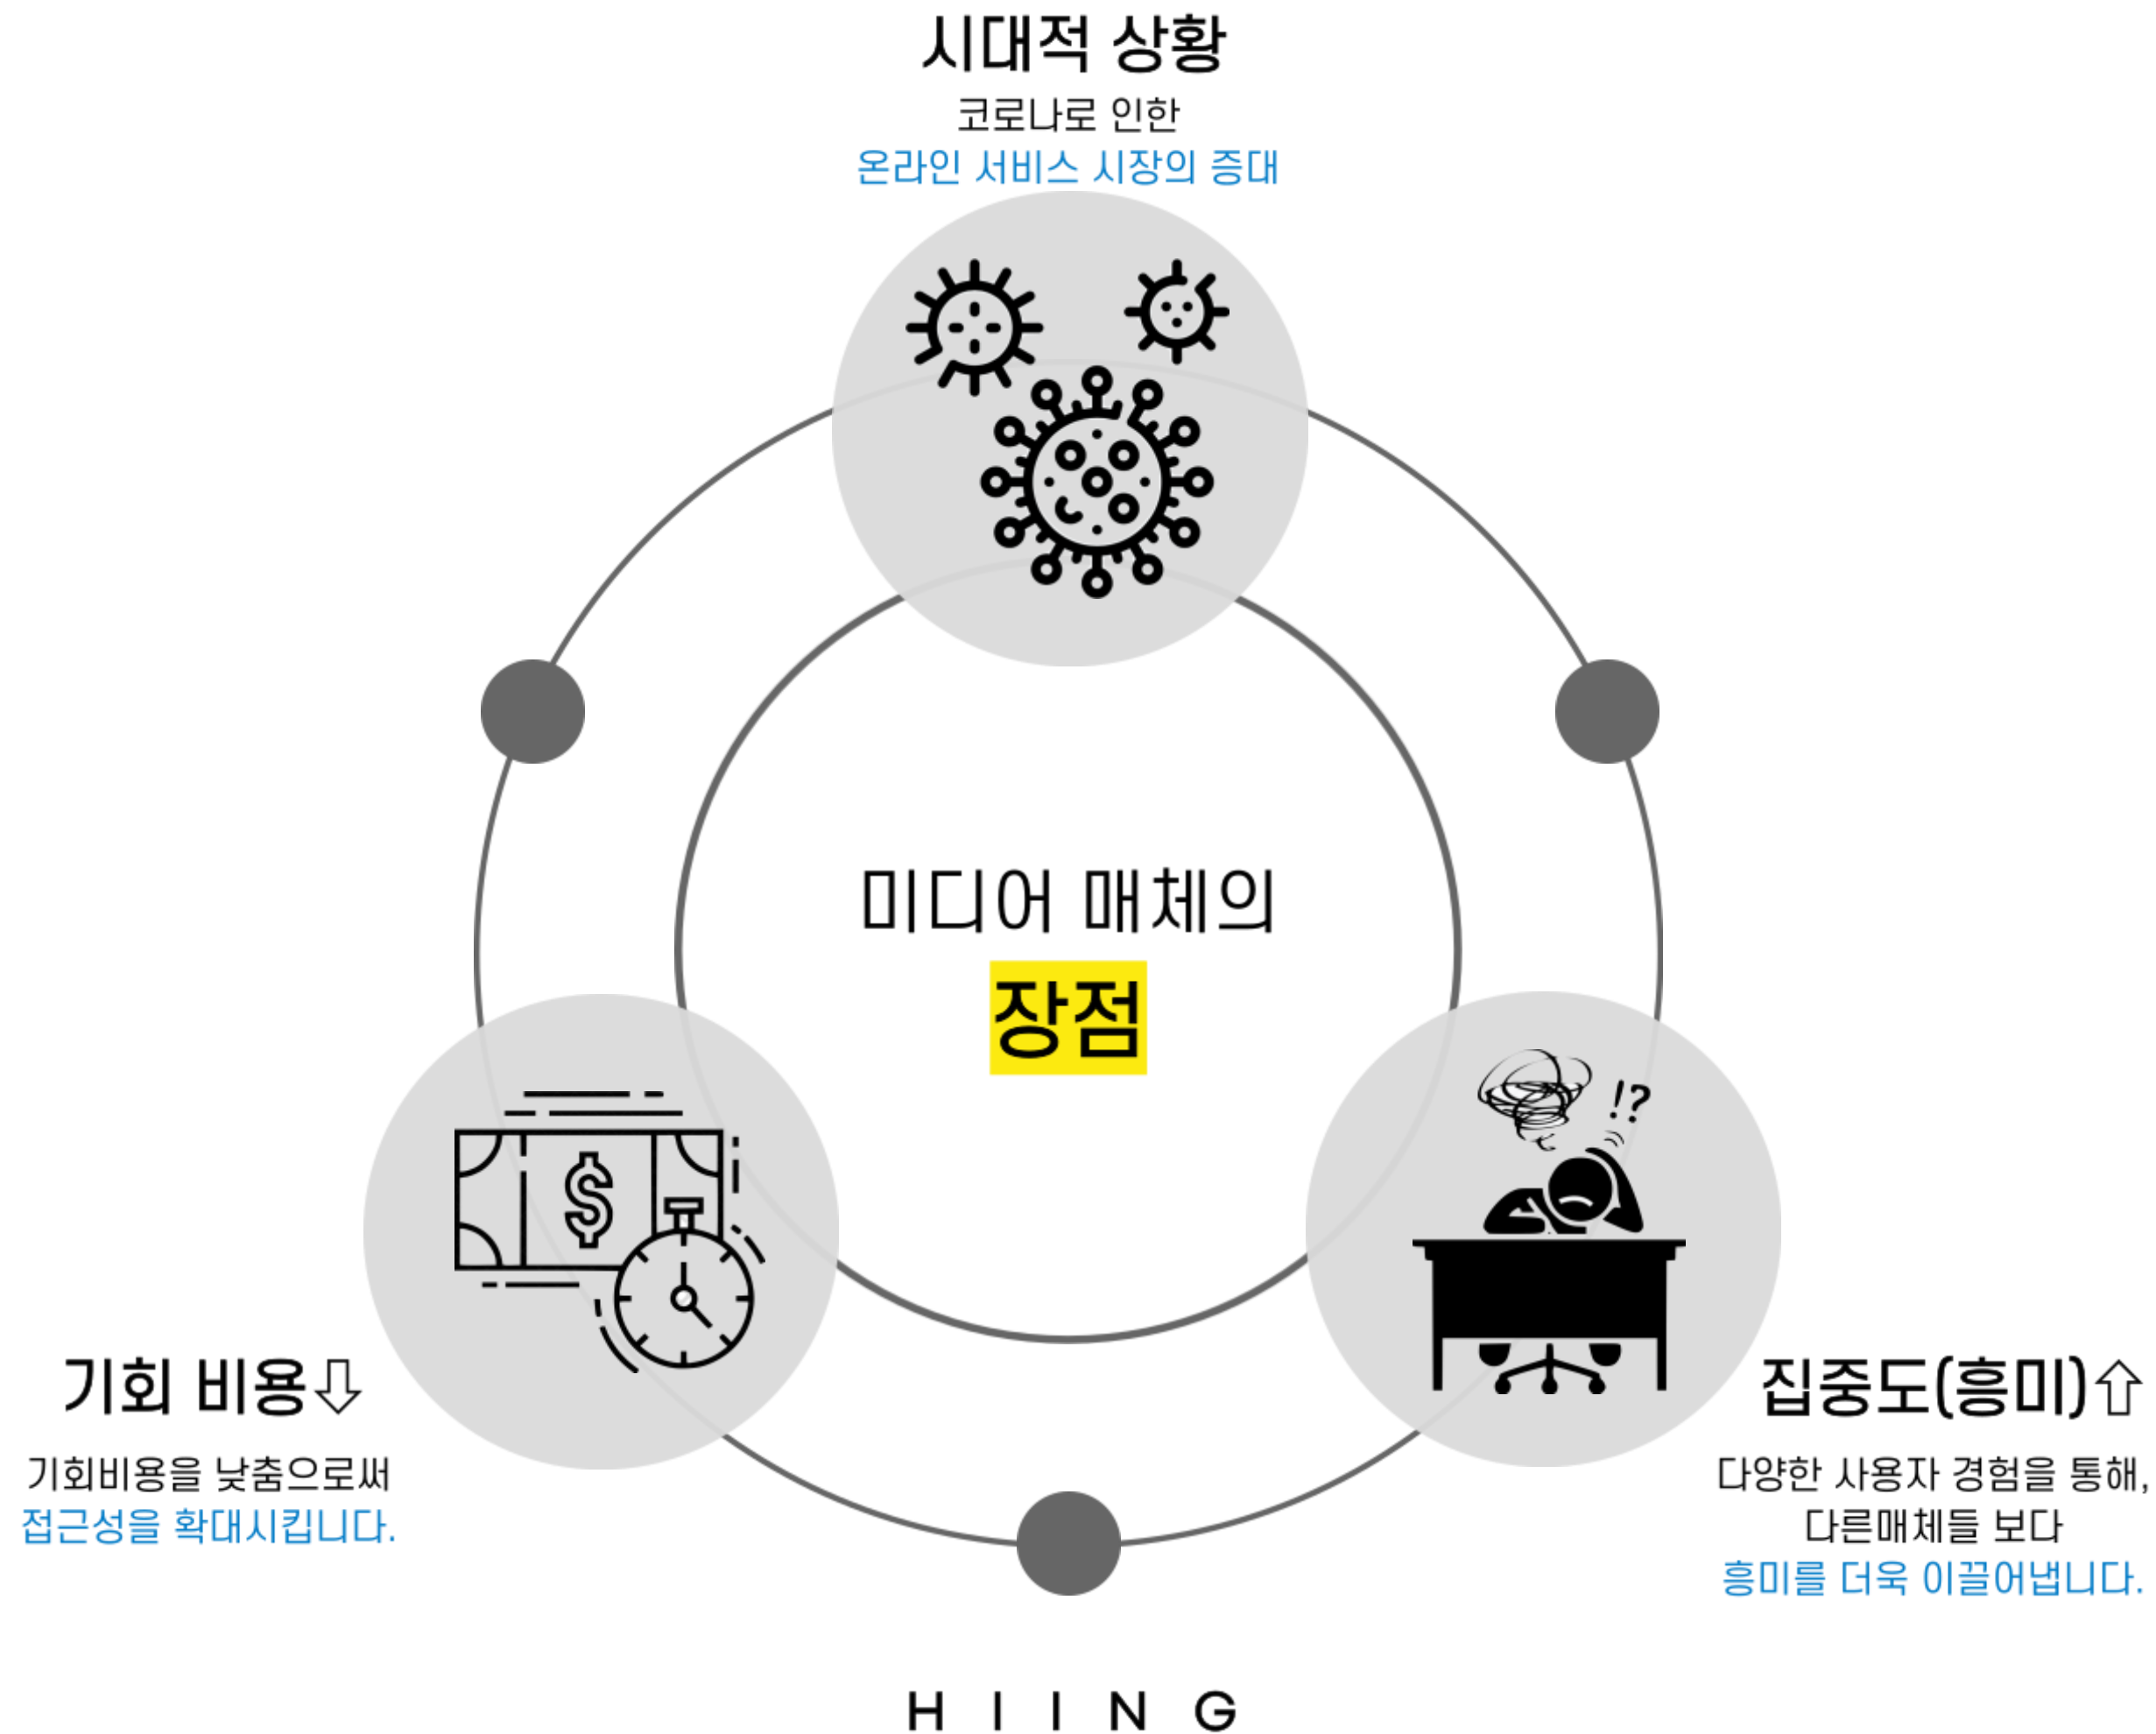 시대적 상황
코로나로 인한
온라인 서비스 시장의 증대
미디어 매체의
장점
$
!?
기회 비용⇩
기회비용을 낮춤으로써
접근성을 확대시킵니다.
집중도(흥미)⇧
다양한 사용자 경험을 통해,
다른매체들 보다
흥미를 더욱 이끌어냅니다.
HIING